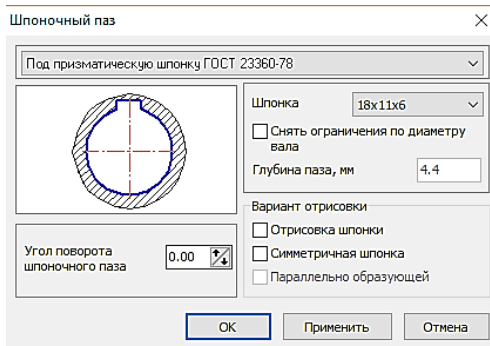 Шпоночный паз
Под призматическую шпонку ГОСТ 23360-78
Шпонка
18x11x6
Снять ограничения по диаметру
вала
Глубина паза, мм
4.4
Вариант отрисовки
Отрисовка шпонки
Симметричная шпонка
Параллельно образующей
Угол поворота
шпоночного паза
0.00
OK
Применить
Отмена